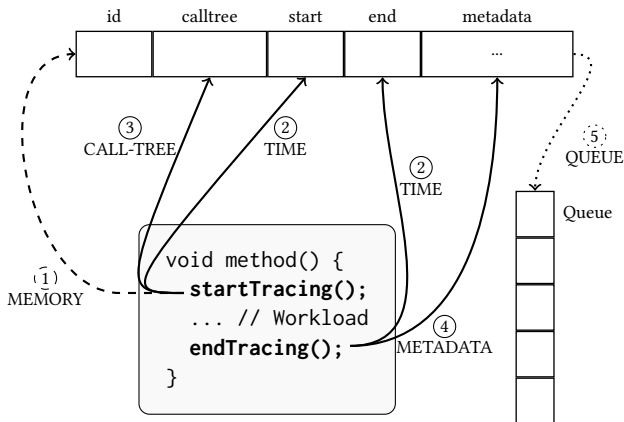 id calltree start end metadata
...
③ ② ⑤
CALL-TREE TIME QUEUE
②
TIME
Queue
void method() {
① startTracing();
MEMORY
... // Workload
④
endTracing(); METADATA
}